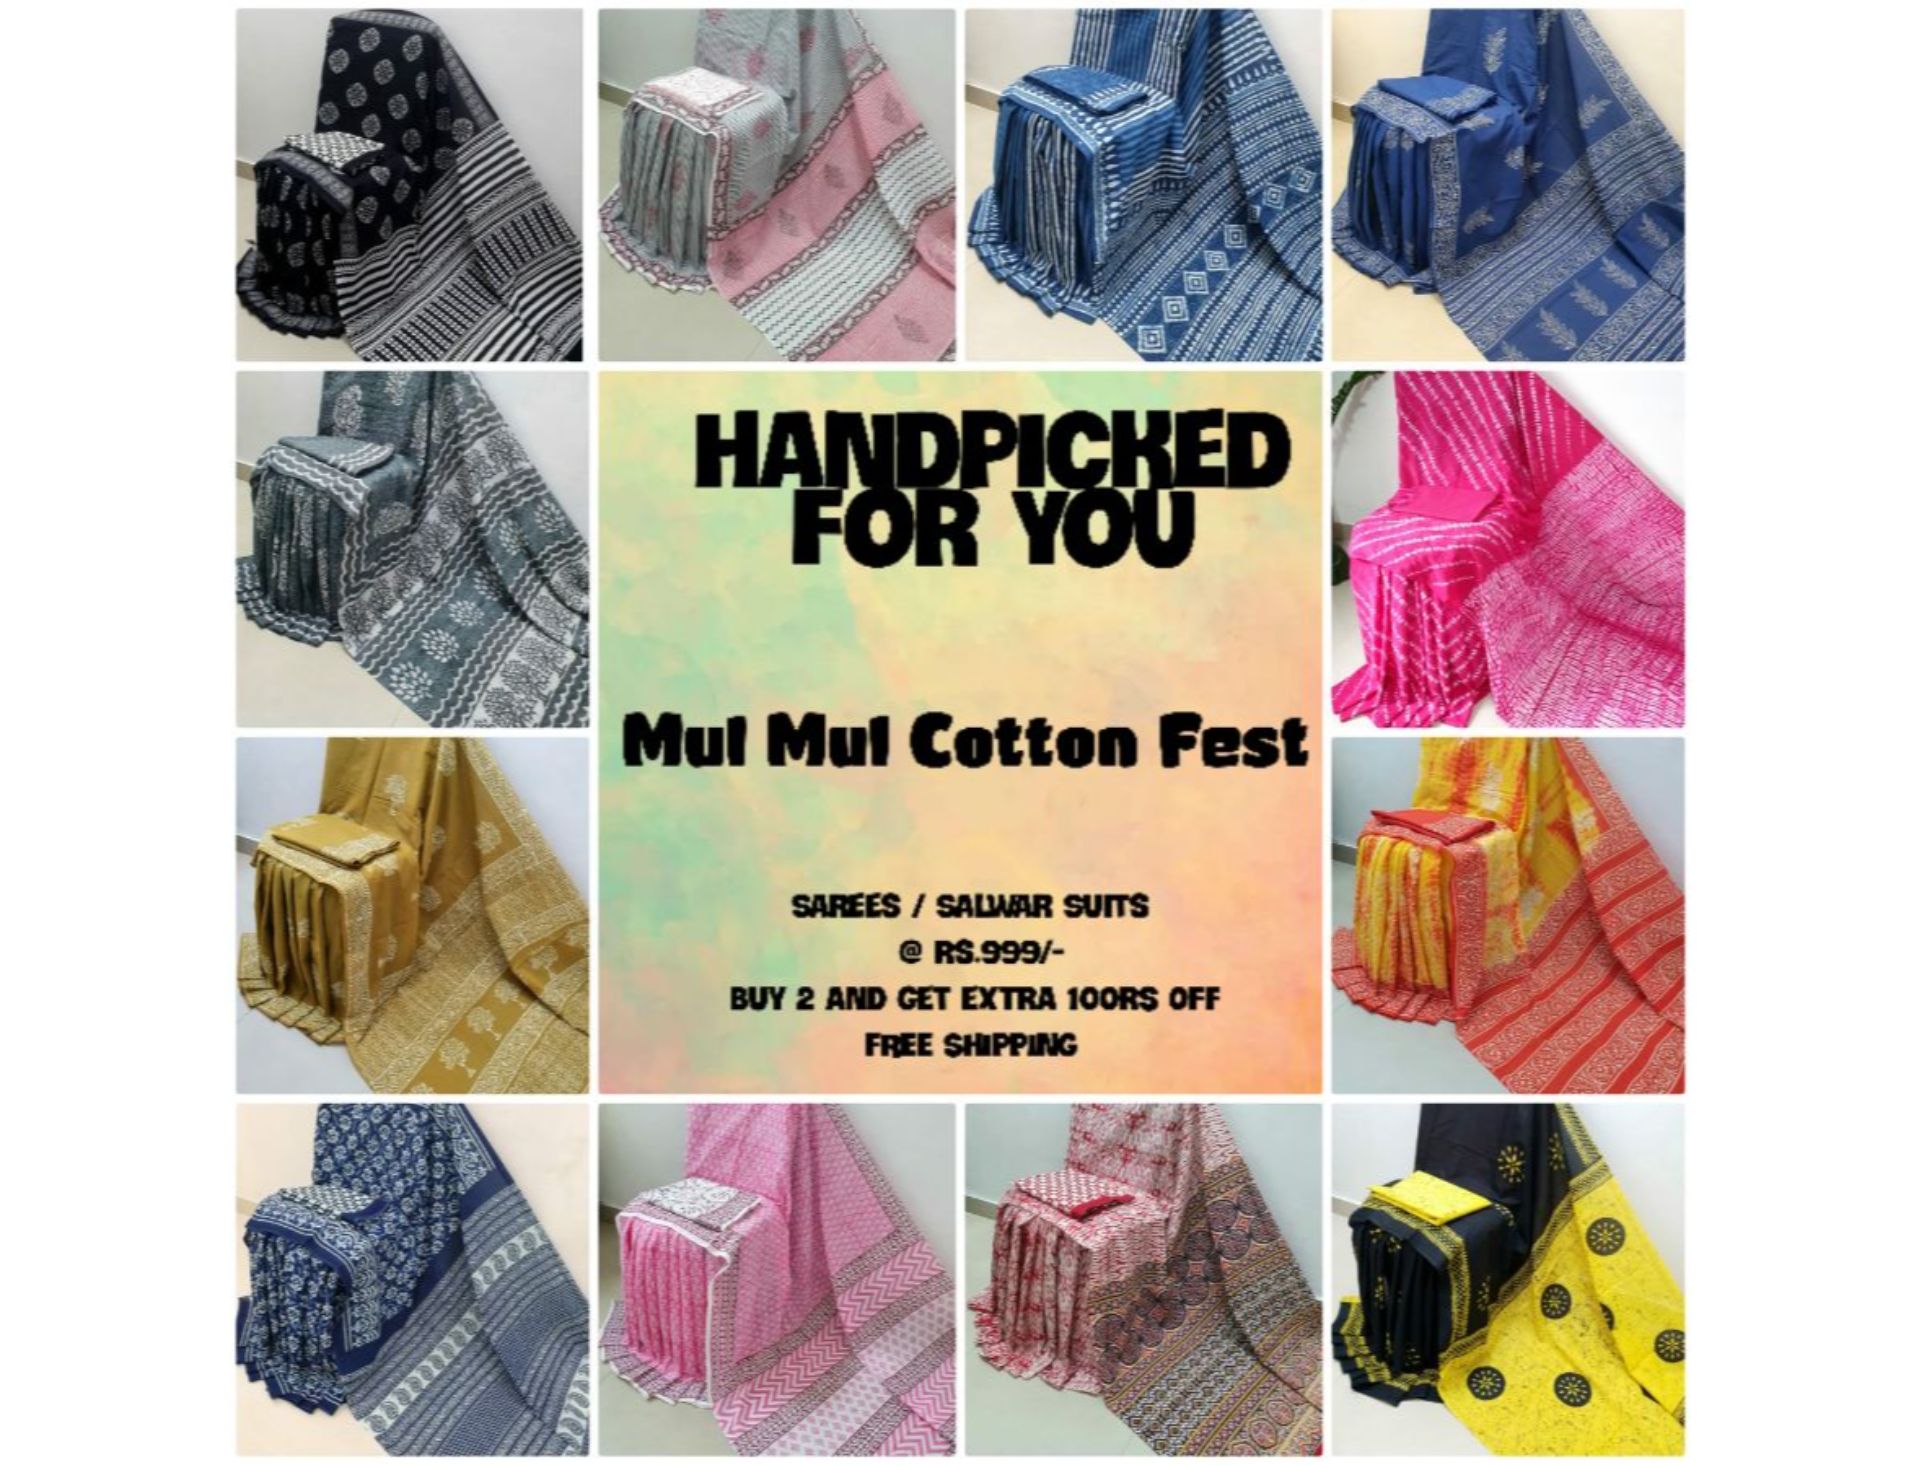 HANDPICKED
FOR YOU
Mul Mul Cotton Fest
SAREES / SALWAR SUITS
@ RS.999/-
BUY 2 AND GET EXTRA 100RS OFF
FREE SHIPPING